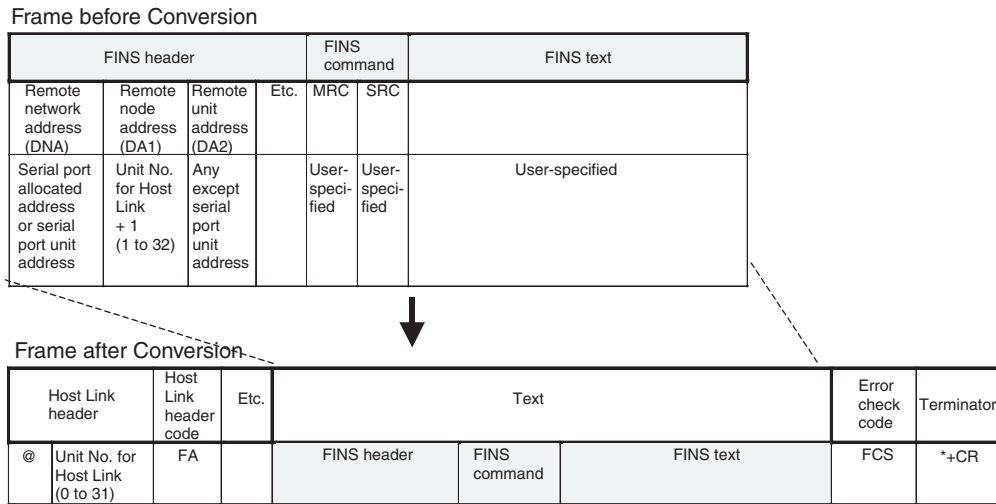 Frame before Conversion
FINS header
FINS
command
FINS text
Remote
network
address
(DNA)
Remote
node
address
(DA1)
Remote
unit
address
(DA2)
Etc.
MRC
SRC
Serial port
allocated
address
or serial
port unit
address
Unit No.
for Host
Link
+ 1
(1 to 32)
Any
except
serial
port
unit
address
User-
speci-
fied
User-
speci-
fied
User-specified
Frame after Conversion
Host Link
header
Host
Link
header
code
Etc.
Text
Error
check
code
Terminator
@
Unit No. for
Host Link
(0 to 31)
FA
FINS header
FINS
command
FINS text
FCS
*+CR